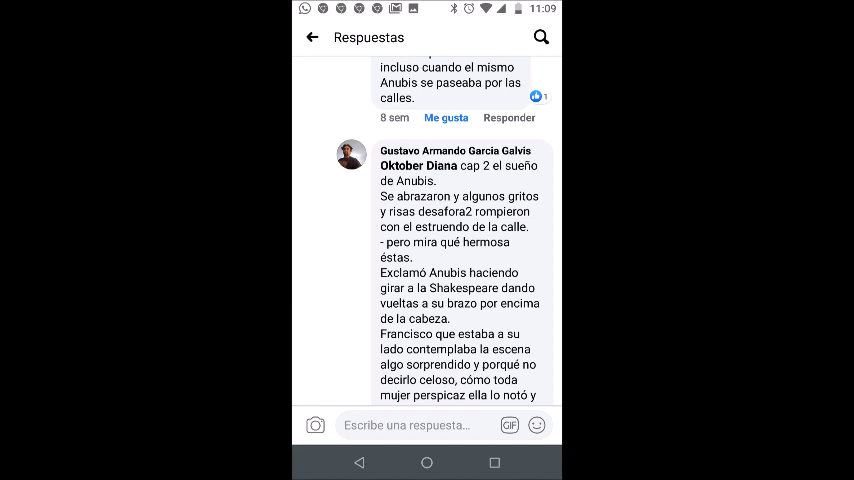 11:09
Respuestas
incluso cuando el mismo
Anubis se paseaba por las
calles.
1
8 sem Me gusta Responder
Gustavo Armando Garcia Galvis
Oktober Diana cap 2 el sueño
de Anubis.
Se abrazaron y algunos gritos
y risas desafora2 rompieron
con el estruendo de la calle.
- pero mira qué hermosa
éstas.
Exclamó Anubis haciendo
girar a la Shakespeare dando
vueltas a su brazo por encima
de la cabeza.
Francisco que estaba a su
lado contemplaba la escena
algo sorprendido y porqué no
decirlo celoso, cómo toda
mujer perspicaz ella lo notó y
Escribe una respuesta... GIF